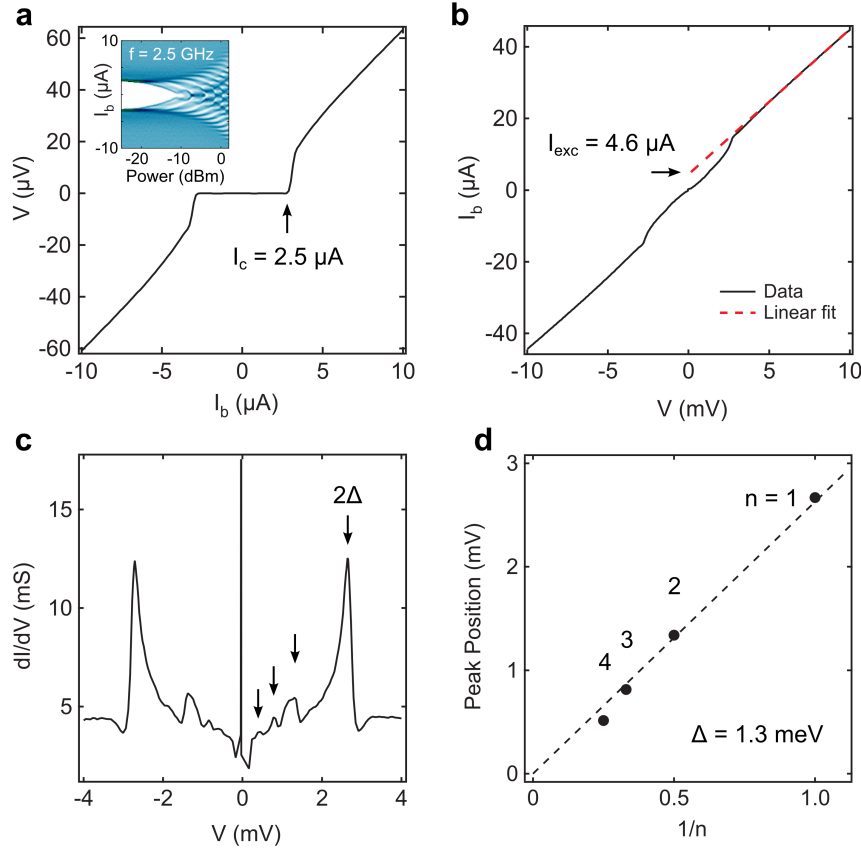 a
60
40
20
0
-20
-40
-60
V (µV)
-10
-5
0
5
10
I_b (µA)
I_c = 2.5 µA
f = 2.5 GHz
10
-10
I_b (µA)
-20
-10
0
Power (dBm)
b
40
20
0
-20
-40
I_b (µA)
I_exc = 4.6 µA
Data
Linear fit
-10
-5
0
5
10
V (mV)
c
15
10
5
dI/dV (mS)
2Δ
-4
-2
0
2
4
V (mV)
d
3
2
1
0
Peak Position (mV)
n = 1
2
3
4
Δ = 1.3 meV
0
0.5
1.0
1/n